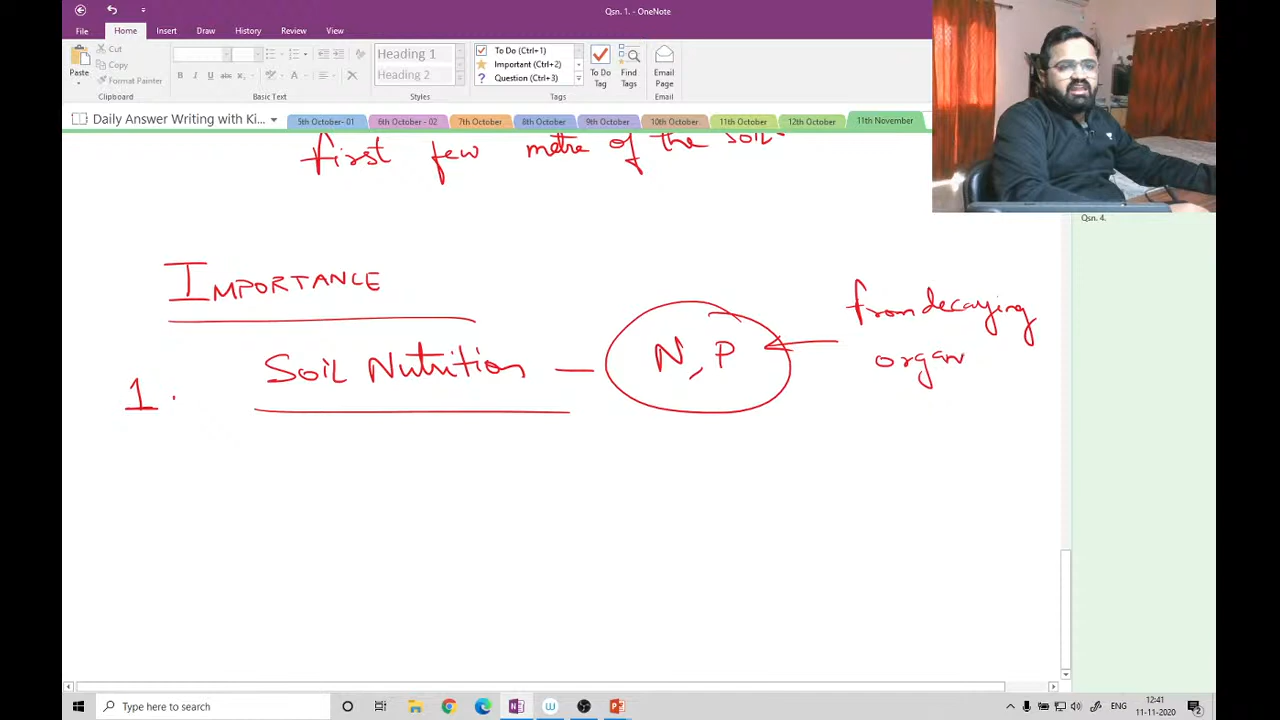 Qsn. 1. - OneNote
File Home Insert Draw History Review View
Cut
Copy
Paste
Format Painter
Clipboard
B I U abc x₂ A
Basic Text
Heading 1
Heading 2
Styles
To Do (Ctrl+1)
Important (Ctrl+2)
Question (Ctrl+3)
Tags
To Do Tag
Find Tags
Email Page
Email
Daily Answer Writing with Ki...
5th October- 01 6th October - 02 7th October 8th October 9th October 10th October 11th October 12th October 11th November
Qsn. 4.
first few metre of the soil.
IMPORTANCE
1. Soil Nutrition — N, P
from decaying
organ
Type here to search
12:41
ENG
11-11-2020
2